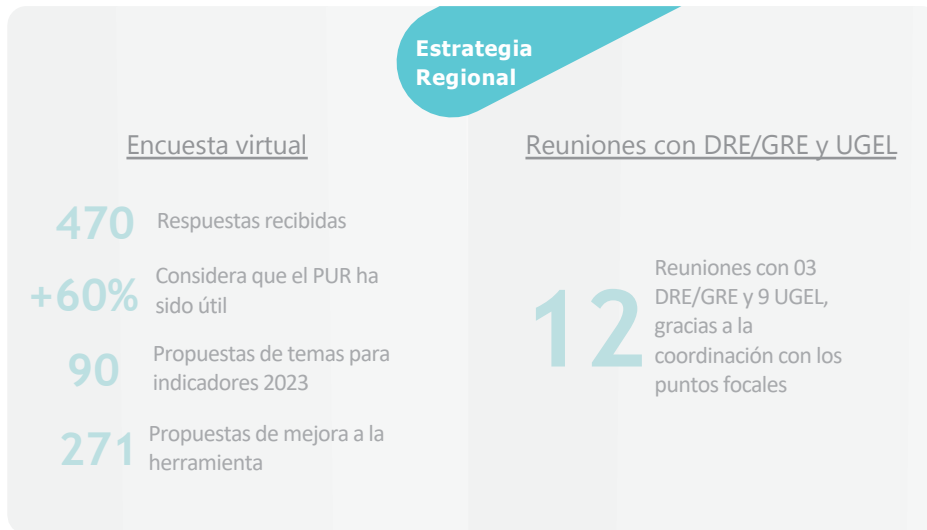 Estrategia
Regional
Encuesta virtual
470
Respuestas recibidas
+60%
Considera que el PUR ha
sido útil
90
Propuestas de temas para
indicadores 2023
271
Propuestas de mejora a la
herramienta
Reuniones con DRE/GRE y UGEL
12
Reuniones con 03
DRE/GRE y 9 UGEL,
gracias a la
coordinación con los
puntos focales